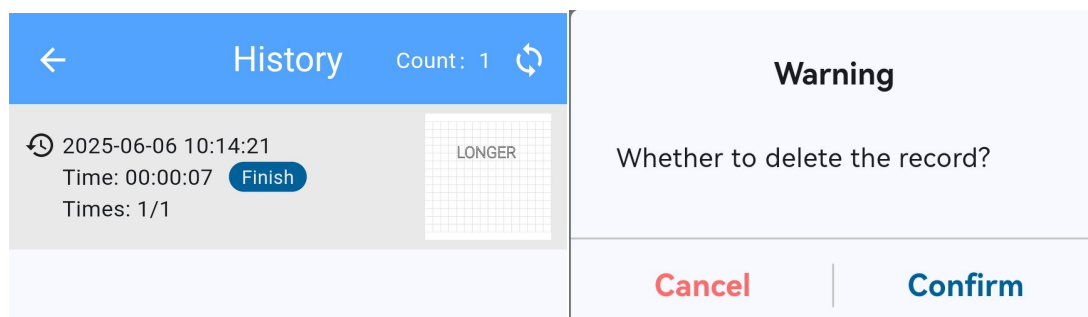 History
Count: 1
2025-06-06 10:14:21
Time: 00:00:07
Finish
Times: 1/1
LONGER
Warning
Whether to delete the record?
Cancel
Confirm